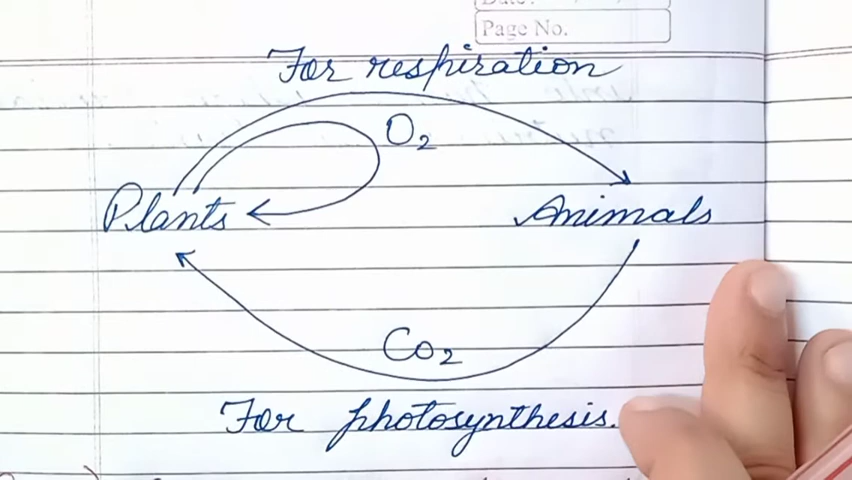 Page No.
For respiration
O₂
Plants
Animals
Co₂
For photosynthesis.